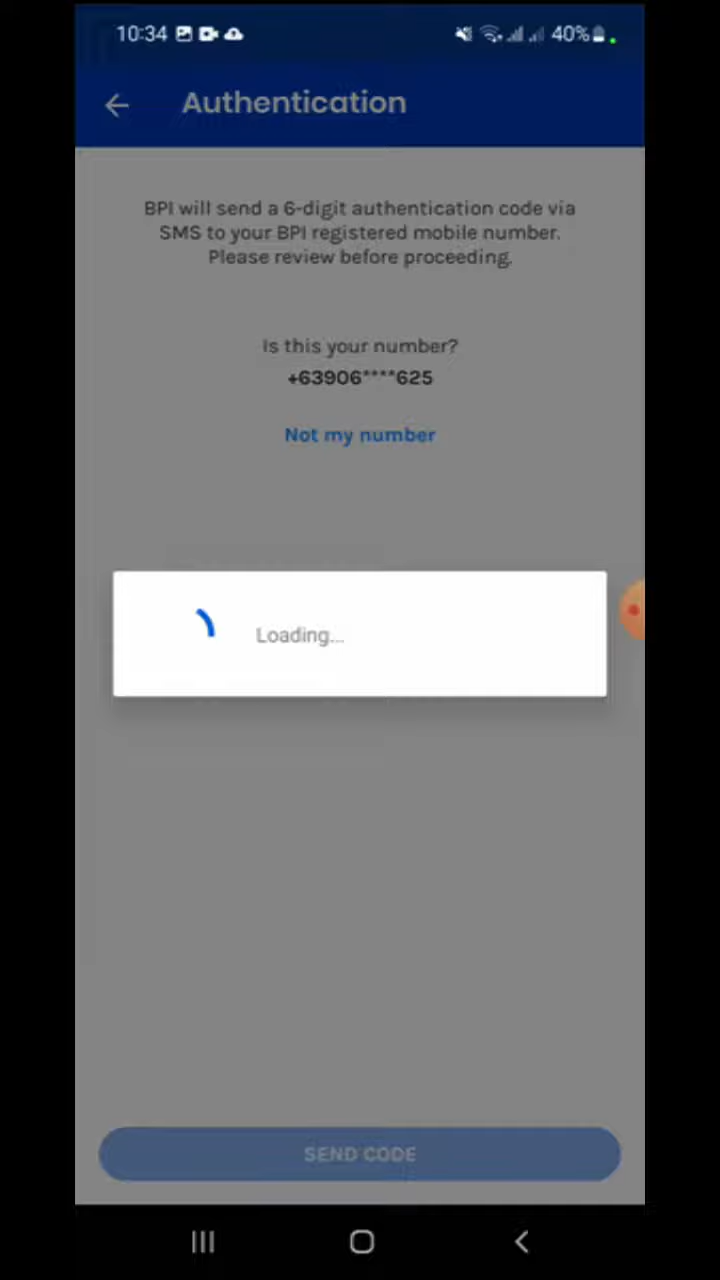 10:34
40%
Authentication
BPI will send a 6-digit authentication code via
SMS to your BPI registered mobile number.
Please review before proceeding.
Is this your number?
+63906****625
Not my number
Loading...
SEND CODE